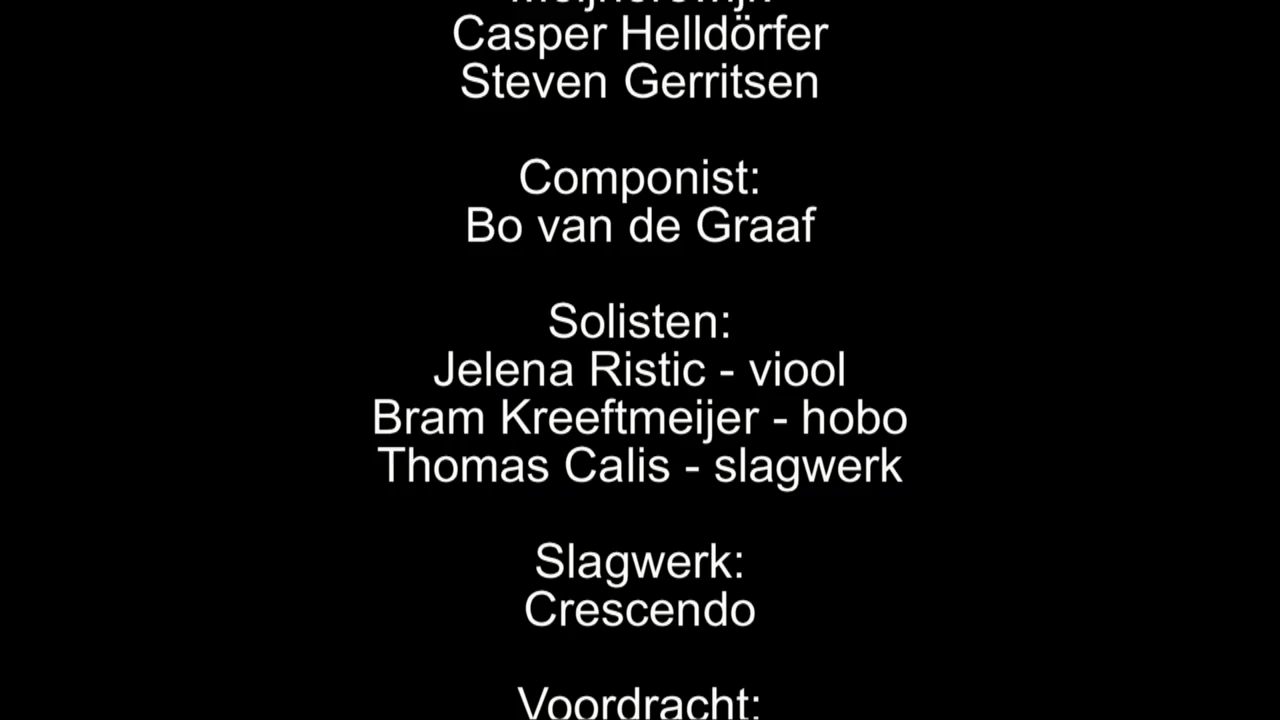 Casper Helldörfer
Steven Gerritsen
Componist:
Bo van de Graaf
Solisten:
Jelena Ristic - viool
Bram Kreeftmeijer - hobo
Thomas Calis - slagwerk
Slagwerk:
Crescendo
Voordracht: